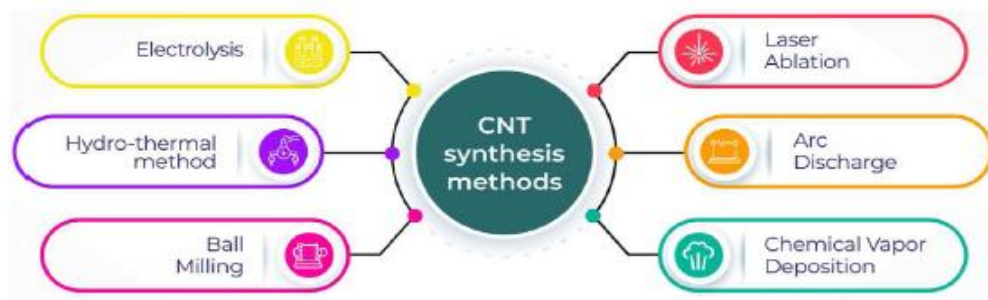 Electrolysis
Hydro-thermal
method
Ball
Milling
CNT
synthesis
methods
Laser
Ablation
Arc
Discharge
Chemical Vapor
Deposition